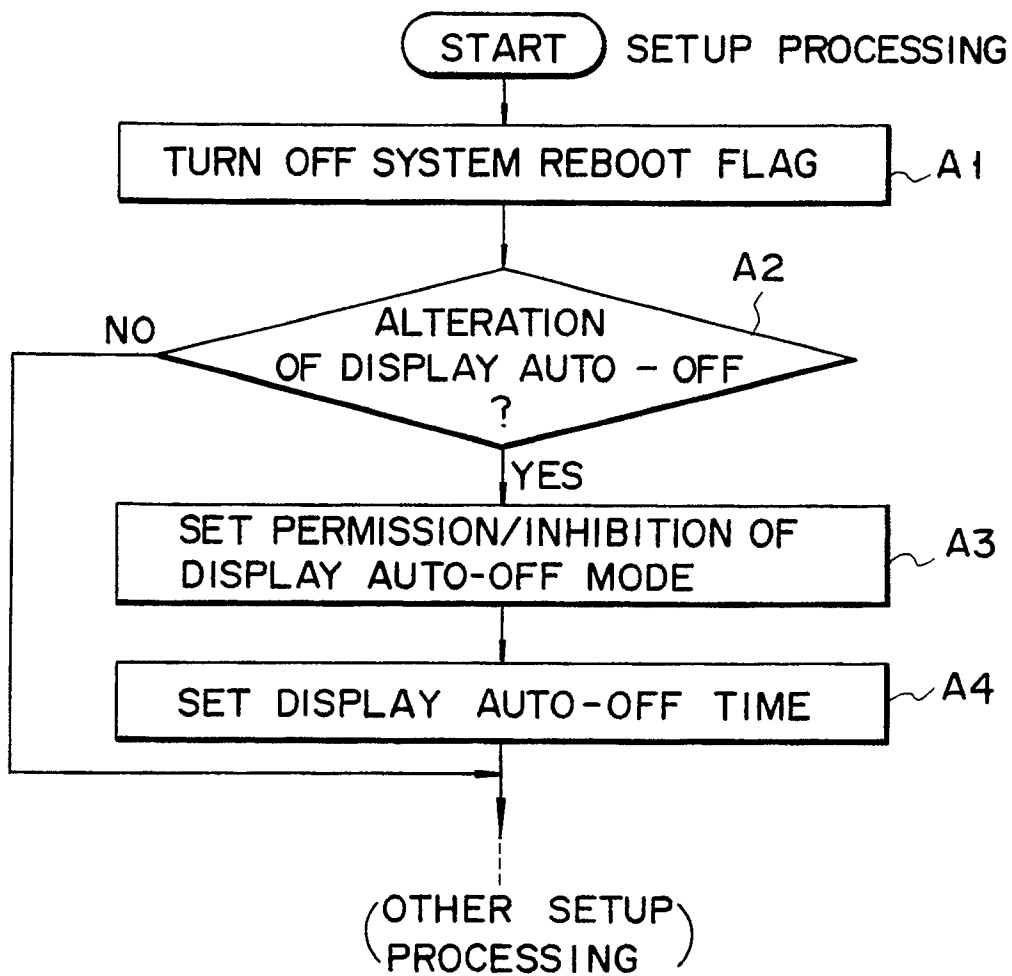 START SETUP PROCESSING
TURN OFF SYSTEM REBOOT FLAG
A1
A2
NO
ALTERATION
OF DISPLAY AUTO - OFF
?
YES
SET PERMISSION/INHIBITION OF
DISPLAY AUTO-OFF MODE
A3
SET DISPLAY AUTO-OFF TIME
A4
(OTHER SETUP
PROCESSING)